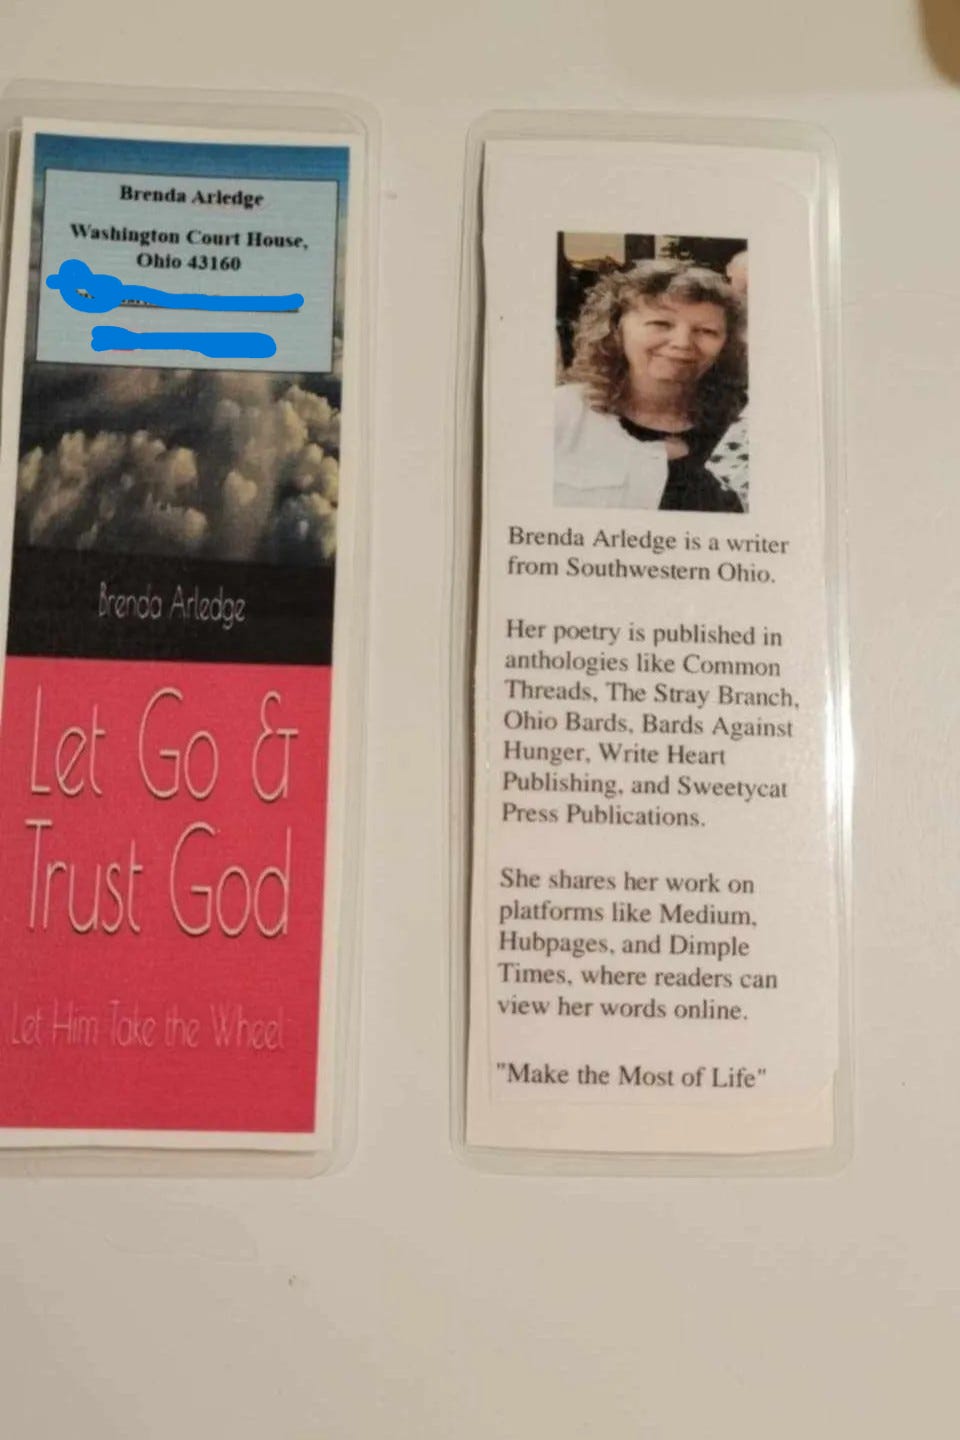 Brenda Arledge
Washington Court House,
Ohio 43160
Brenda Arledge
Let Go &
Trust God
Let Him Take the Wheel
Brenda Arledge is a writer
from Southwestern Ohio.
Her poetry is published in
anthologies like Common
Threads, The Stray Branch,
Ohio Bards, Bards Against
Hunger, Write Heart
Publishing, and Sweetycat
Press Publications.
She shares her work on
platforms like Medium,
Hubpages, and Dimple
Times, where readers can
view her words online.
"Make the Most of Life"